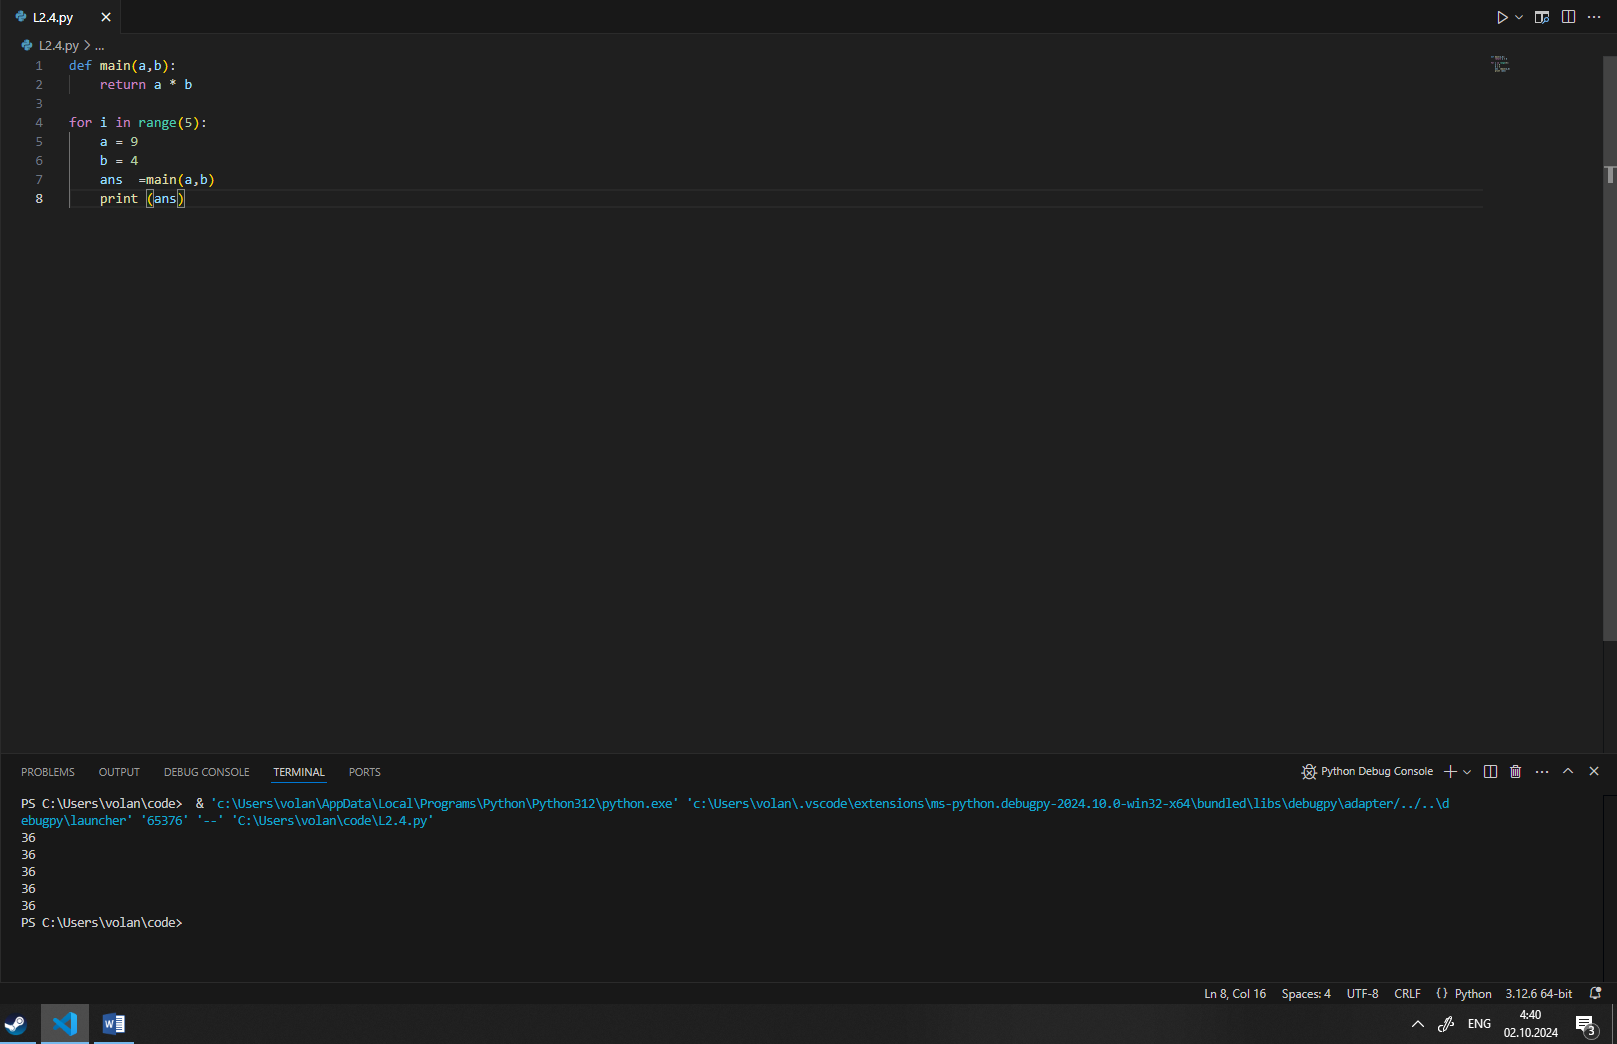 L2.4.py
L2.4.py > ...
1 def main(a,b):
2     return a * b
3
4 for i in range(5):
5     a = 9
6     b = 4
7     ans  =main(a,b)
8     print (ans)
PROBLEMS OUTPUT DEBUG CONSOLE TERMINAL PORTS Python Debug Console
PS C:\Users\volan\code>  & 'c:\Users\volan\AppData\Local\Programs\Python\Python312\python.exe' 'c:\Users\volan\.vscode\extensions\ms-python.debugpy-2024.10.0-win32-x64\bundled\libs\debugpy\adapter/../..\d
ebugpy\launcher' '65376' '--' 'C:\Users\volan\code\L2.4.py'
36
36
36
36
36
PS C:\Users\volan\code>
Ln 8, Col 16 Spaces: 4 UTF-8 CRLF {} Python 3.12.6 64-bit
W ENG 4:40
02.10.2024 3